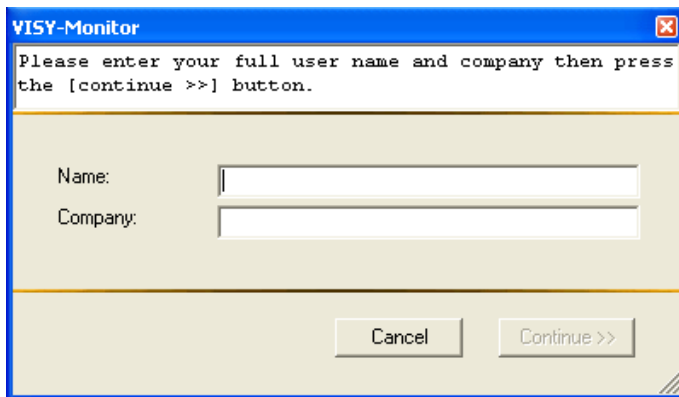 VISY-Monitor
Please enter your full user name and company then press
the [continue >>] button.
Name:
Company:
Cancel
Continue >>